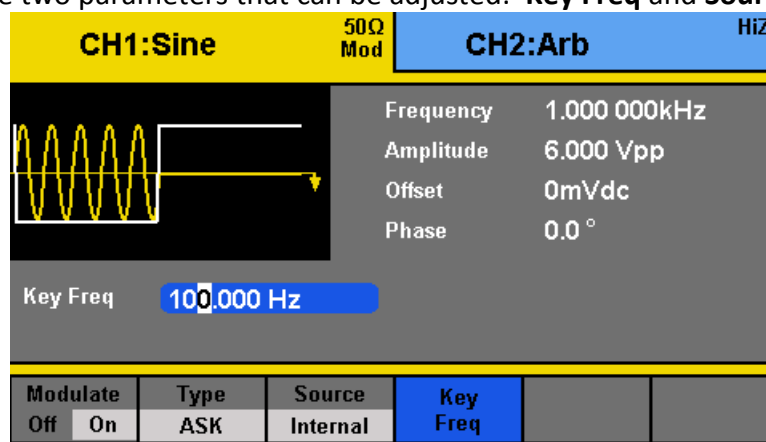 two parameters that can be adjusted. Key Freq and
CH1:Sine 50Ω Mod CH2:Arb
Frequency 1.000 000kHz
Amplitude 6.000 Vpp
Offset 0mVdc
Phase 0.0 °
Key Freq 100.000 Hz
Modulate Type Source Key
Off On ASK Internal Freq